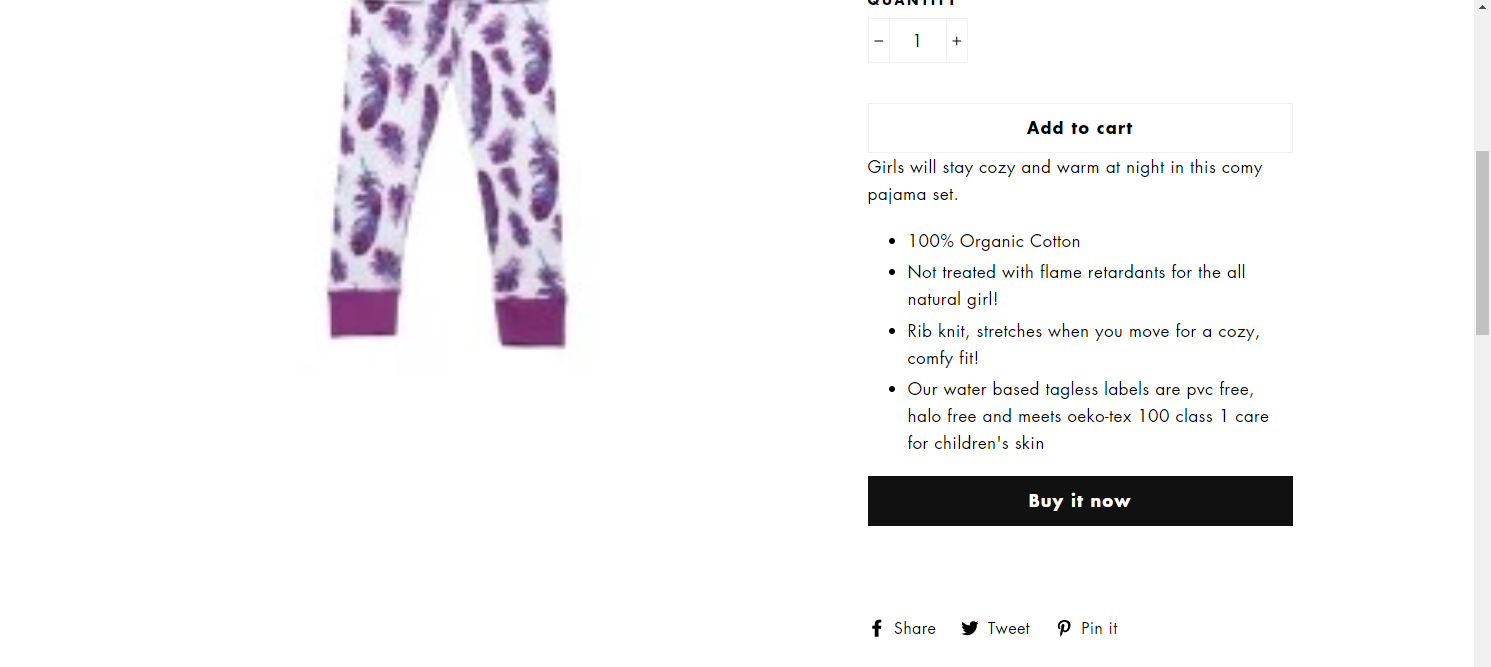 QUANTITY
− 1 +
Add to cart
Girls will stay cozy and warm at night in this comy
pajama set.
100% Organic Cotton
Not treated with flame retardants for the all
natural girl!
Rib knit, stretches when you move for a cozy,
comfy fit!
Our water based tagless labels are pvc free,
halo free and meets oeko-tex 100 class 1 care
for children's skin
Buy it now
Share Tweet Pin it